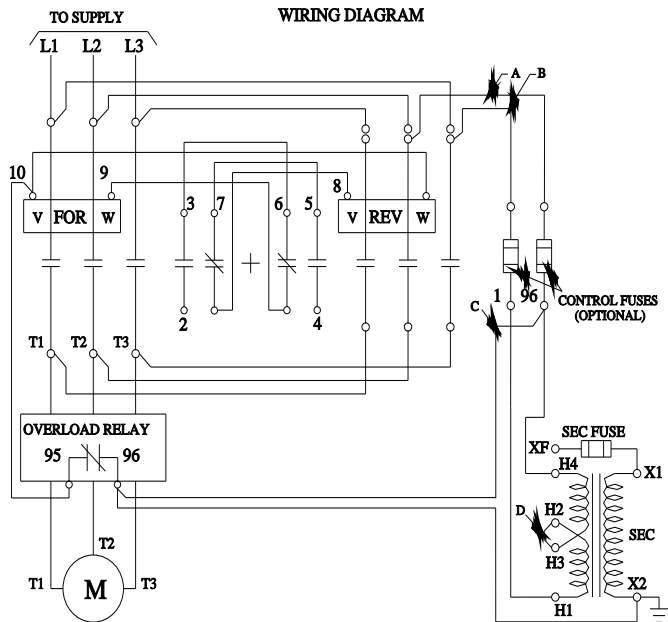 WIRING DIAGRAM
TO SUPPLY
L1 L2 L3
A B
10 9 3 7 6 5 8
V FOR W
V REV W
2 4
1 96
CONTROL FUSES
(OPTIONAL)
C
T1 T2 T3
OVERLOAD RELAY
95 96
SEC FUSE
XF
H4 X1
H2
D
H3
SEC
X2
H1
T2
T1 T3
M